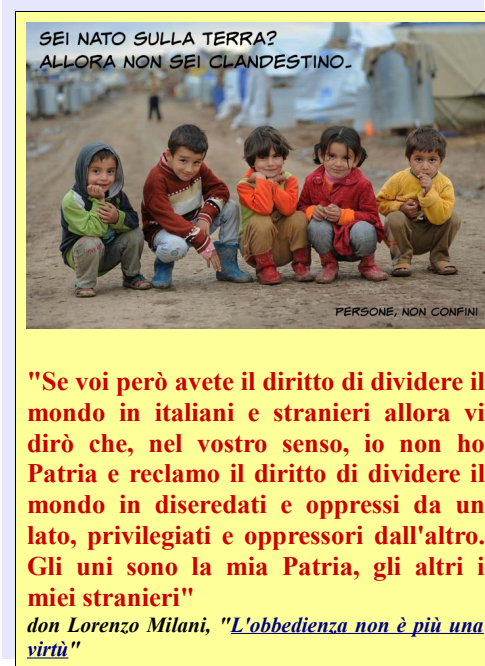 SEI NATO SULLA TERRA?
ALLORA NON SEI CLANDESTINO.
PERSONE, NON CONFINI
"Se voi però avete il diritto di dividere il
mondo in italiani e stranieri allora vi
dirò che, nel vostro senso, io non ho
Patria e reclamo il diritto di dividere il
mondo in diseredati e oppressi da un
lato, privilegiati e oppressori dall'altro.
Gli uni sono la mia Patria, gli altri i
miei stranieri"
don Lorenzo Milani, "L'obbedienza non è più una
virtù"